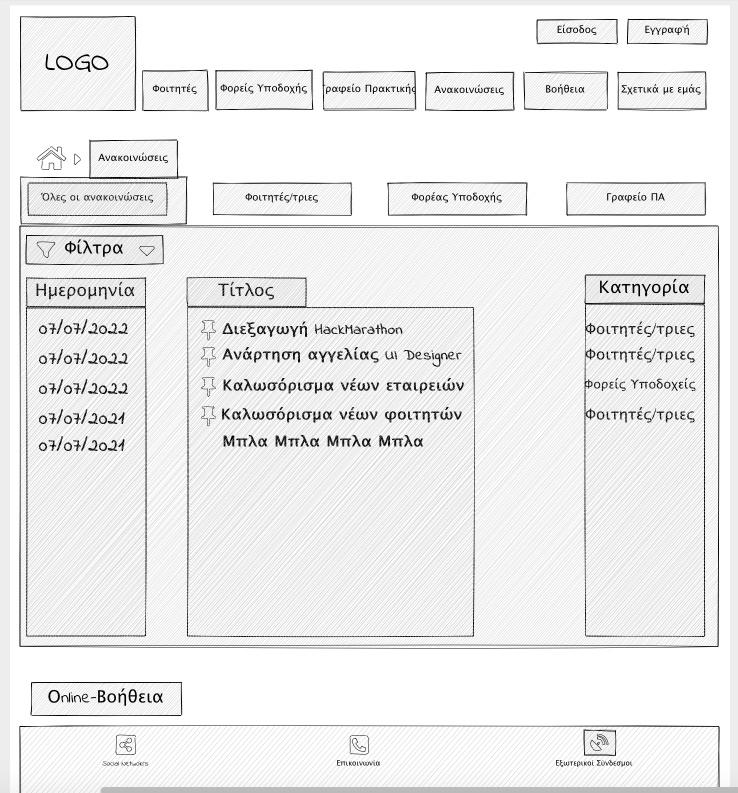 LOGO
Είσοδος Εγγραφή
Φοιτητές Φορείς Υποδοχής ραφείο Πρακτικής Ανακοινώσεις Βοήθεια Σχετικά με εμάς
Ανακοινώσεις
Όλες οι ανακοινώσεις Φοιτητές/τριες Φορέας Υποδοχής Γραφείο ΠΑ
Φίλτρα
Ημερομηνία Τίτλος Κατηγορία
07/07/2022 Διεξαγωγή HackMarathon Φοιτητές/τριες
07/07/2022 Ανάρτηση αγγελίας UI Designer Φοιτητές/τριες
07/07/2022 Καλωσόρισμα νέων εταιρειών Φορείς Υποδοχείς
07/07/2021 Καλωσόρισμα νέων φοιτητών Φοιτητές/τριες
07/07/2021 Μπλα Μπλα Μπλα Μπλα
Online-Βοήθεια
Social Networks Επικοινωνία Εξωτερικοί Σύνδεσμοι